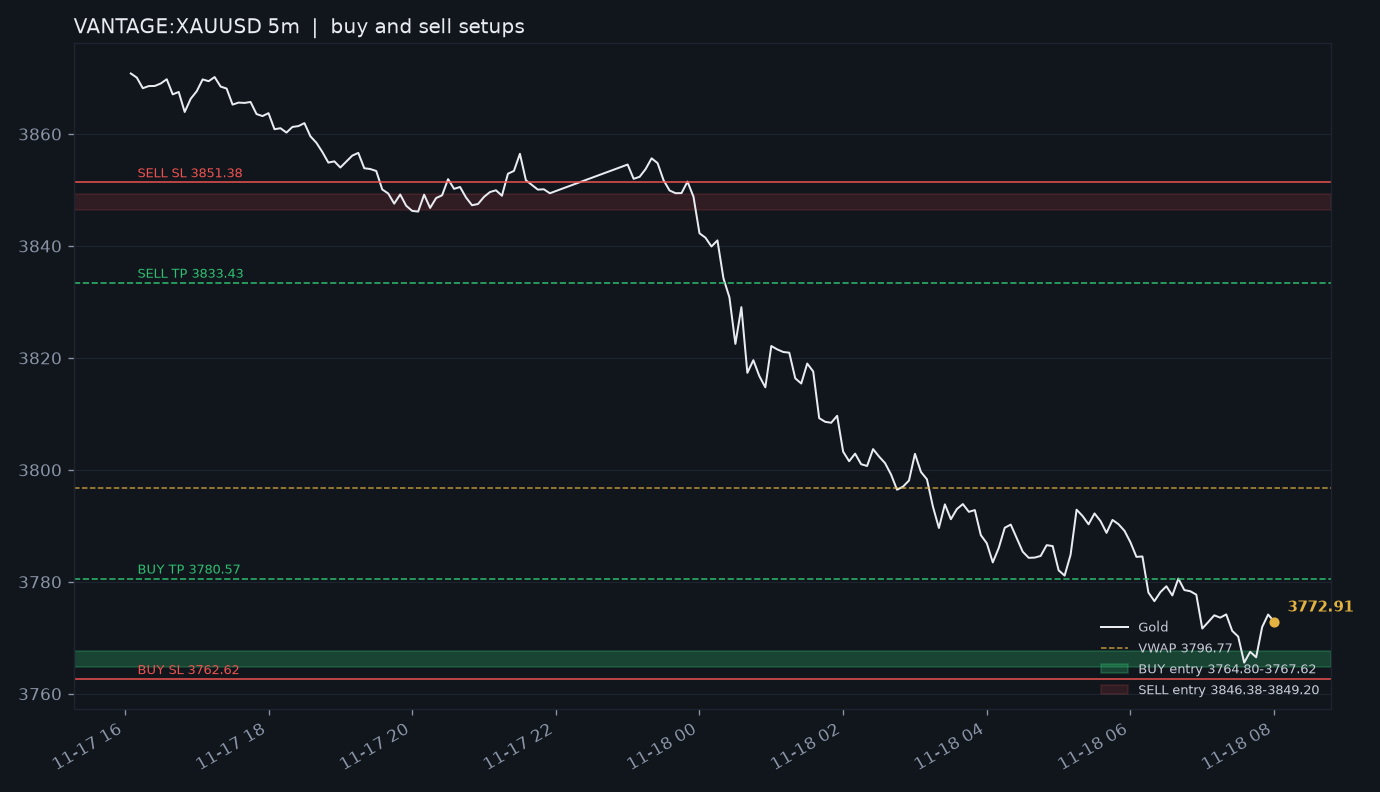 VANTAGE:XAUUSD 5m | buy and sell setups
3860
SELL SL 3851.38
3840
SELL TP 3833.43
3820
3800
BUY TP 3780.57
3780
3772.91
Gold
VWAP 3796.77
BUY entry 3764.80-3767.62
SELL entry 3846.38-3849.20
BUY SL 3762.62
3760
11-17 16
11-17 18
11-17 20
11-17 22
11-18 00
11-18 02
11-18 04
11-18 06
11-18 08